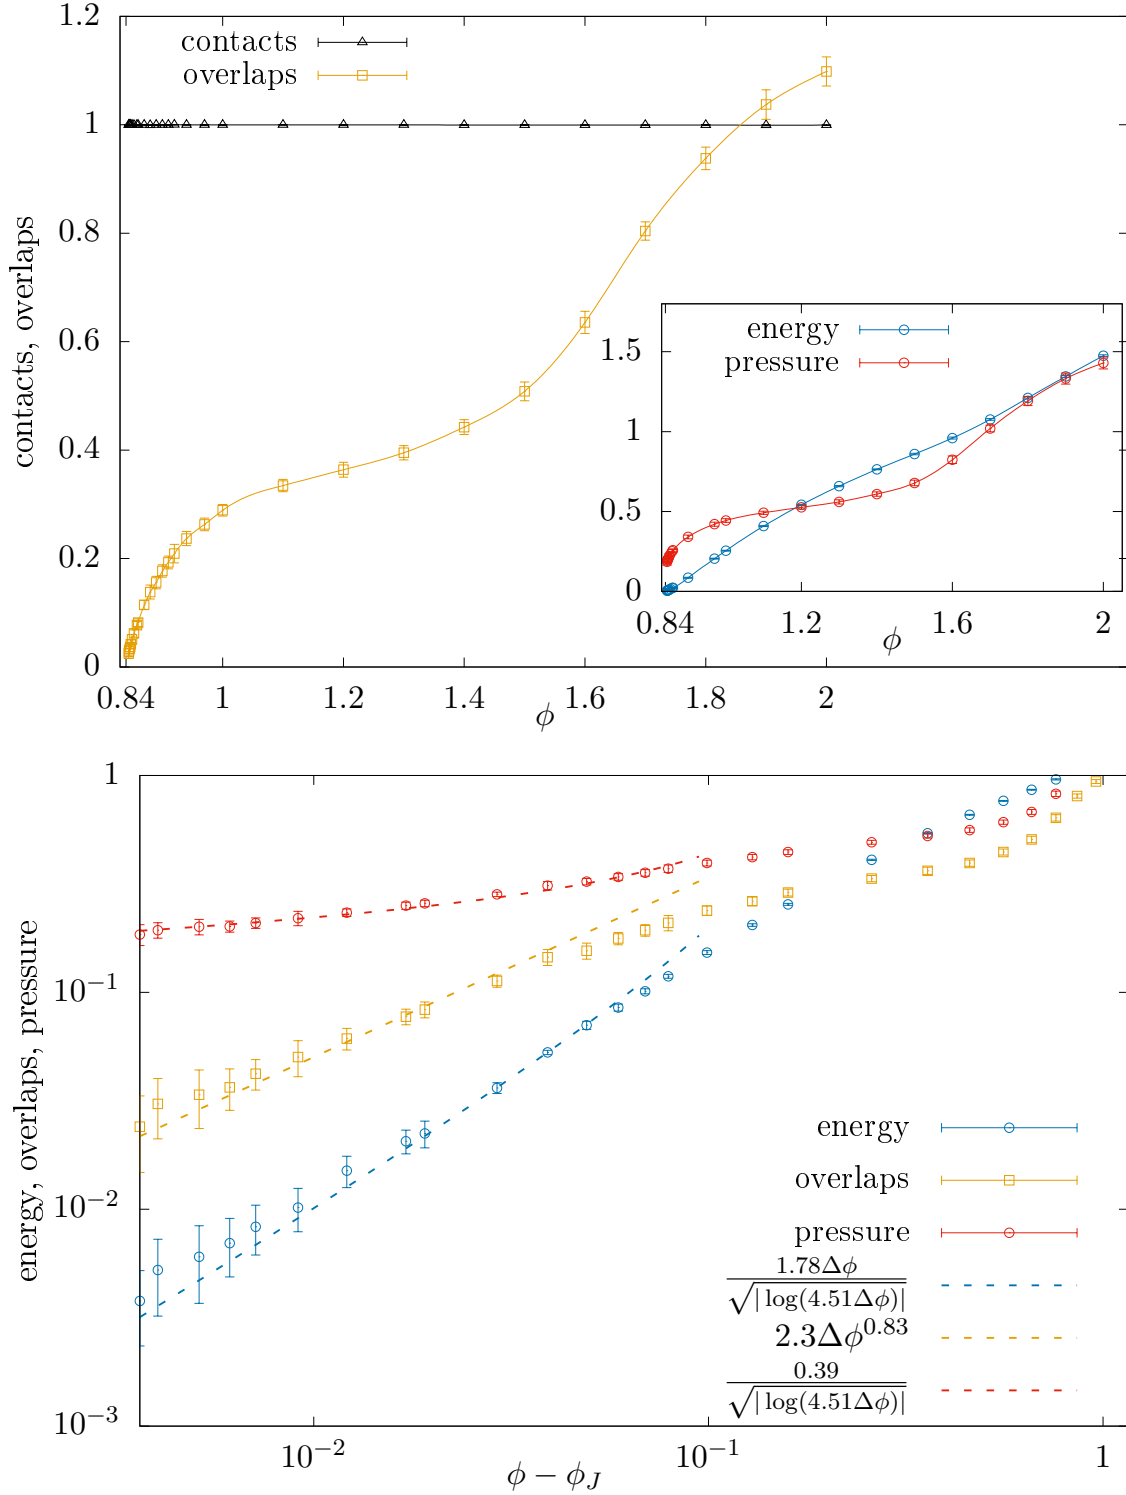 1.2
1
0.8
0.6
0.4
0.2
0
contacts, overlaps
contacts
overlaps
0.84 1 1.2 1.4 1.6 1.8 2
ϕ
energy
pressure
1.5
1
0.5
0
0.84 1.2 1.6 2
ϕ
1
10^{-1}
10^{-2}
10^{-3}
energy, overlaps, pressure
energy
overlaps
pressure
\frac{1.78Δϕ}{\sqrt{|log(4.51Δϕ)|}}
2.3Δϕ^{0.83}
\frac{0.39}{\sqrt{|log(4.51Δϕ)|}}
10^{-2} 10^{-1} 1
ϕ − ϕ_J